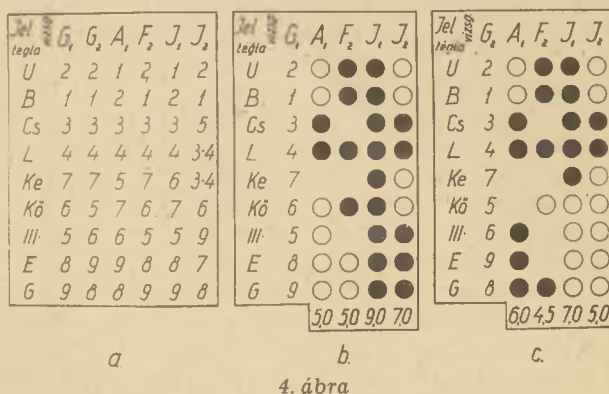 Jel vizsg. G₁ G₂ A₁ F₂ J₁ J₂
tégla
U 2 2 1 2 1 2
B 1 1 2 1 2 1
Cs 3 3 3 3 3 5
L 4 4 4 4 4 3-4
Ke 7 7 5 7 6 3-4
Kő 6 5 7 6 7 6
III. 5 6 6 5 5 9
E 8 9 9 8 8 7
G 9 8 8 9 9 8
a.
Jel vizsg. G₁ A₁ F₂ J₁ J₂
tégla
U 2
B 1
Cs 3
L 4
Ke 7
Kő 6
III. 5
E 8
G 9
5,0 5,0 9,0 7,0
b.
Jel vizsg. G₂ A₁ F₂ J₁ J₂
tégla
U 2
B 1
Cs 3
L 4
Ke 7
Kő 5
III. 6
E 9
G 8
6,0 4,5 7,0 5,0
c.
4. ábra